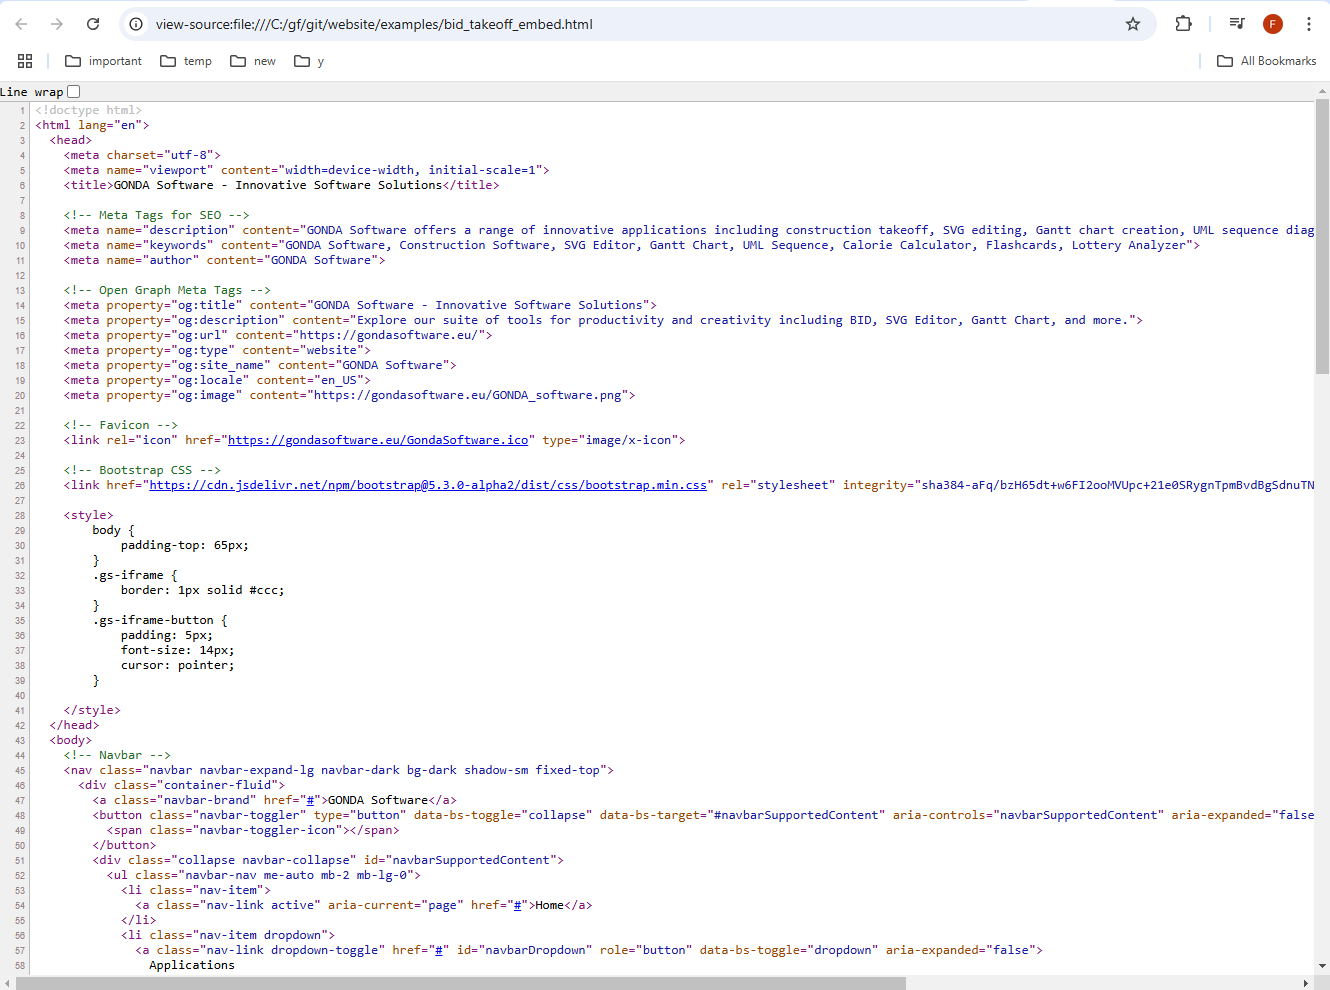 view-source:file:///C:/gf/git/website/examples/bid_takeoff_embed.html
F
important temp new y All Bookmarks
Line wrap
1 <!doctype html>
2 <html lang="en">
3 <head>
4 <meta charset="utf-8">
5 <meta name="viewport" content="width=device-width, initial-scale=1">
6 <title>GONDA Software - Innovative Software Solutions</title>
7
8 <!-- Meta Tags for SEO -->
9 <meta name="description" content="GONDA Software offers a range of innovative applications including construction takeoff, SVG editing, Gantt chart creation, UML sequence diag
10 <meta name="keywords" content="GONDA Software, Construction Software, SVG Editor, Gantt Chart, UML Sequence, Calorie Calculator, Flashcards, Lottery Analyzer">
11 <meta name="author" content="GONDA Software">
12
13 <!-- Open Graph Meta Tags -->
14 <meta property="og:title" content="GONDA Software - Innovative Software Solutions">
15 <meta property="og:description" content="Explore our suite of tools for productivity and creativity including BID, SVG Editor, Gantt Chart, and more.">
16 <meta property="og:url" content="https://gondasoftware.eu/">
17 <meta property="og:type" content="website">
18 <meta property="og:site_name" content="GONDA Software">
19 <meta property="og:locale" content="en_US">
20 <meta property="og:image" content="https://gondasoftware.eu/GONDA_software.png">
21
22 <!-- Favicon -->
23 <link rel="icon" href="https://gondasoftware.eu/GondaSoftware.ico" type="image/x-icon">
24
25 <!-- Bootstrap CSS -->
26 <link href="https://cdn.jsdelivr.net/npm/bootstrap@5.3.0-alpha2/dist/css/bootstrap.min.css" rel="stylesheet" integrity="sha384-aFq/bzH65dt+w6FI2ooMVUpc+21e0SRygnTpmBvdBgSdnuTN
27
28 <style>
29 body {
30 padding-top: 65px;
31 }
32 .gs-iframe {
33 border: 1px solid #ccc;
34 }
35 .gs-iframe-button {
36 padding: 5px;
37 font-size: 14px;
38 cursor: pointer;
39 }
40
41 </style>
42 </head>
43 <body>
44 <!-- Navbar -->
45 <nav class="navbar navbar-expand-lg navbar-dark bg-dark shadow-sm fixed-top">
46 <div class="container-fluid">
47 <a class="navbar-brand" href="#">GONDA Software</a>
48 <button class="navbar-toggler" type="button" data-bs-toggle="collapse" data-bs-target="#navbarSupportedContent" aria-controls="navbarSupportedContent" aria-expanded="false
49 <span class="navbar-toggler-icon"></span>
50 </button>
51 <div class="collapse navbar-collapse" id="navbarSupportedContent">
52 <ul class="navbar-nav me-auto mb-2 mb-lg-0">
53 <li class="nav-item">
54 <a class="nav-link active" aria-current="page" href="#">Home</a>
55 </li>
56 <li class="nav-item dropdown">
57 <a class="nav-link dropdown-toggle" href="#" id="navbarDropdown" role="button" data-bs-toggle="dropdown" aria-expanded="false">
58 Applications